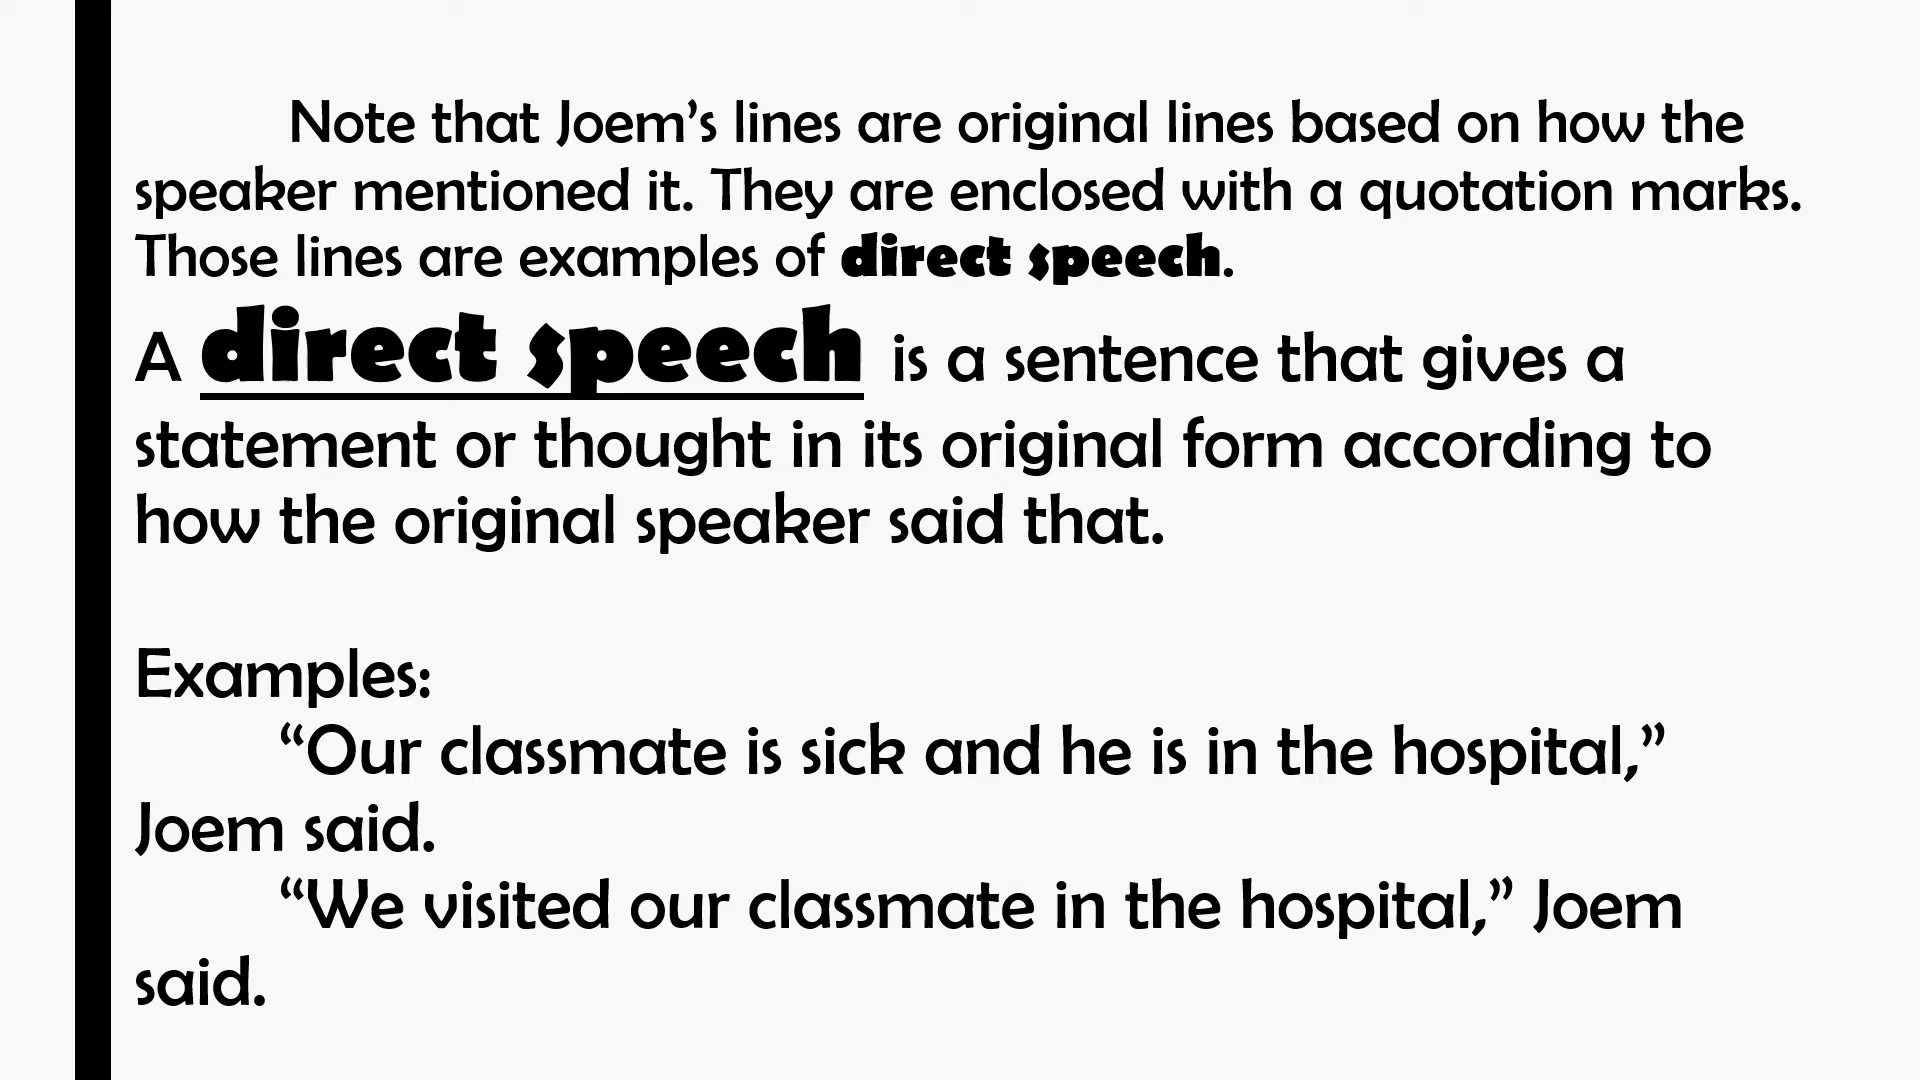 Note that Joem’s lines are original lines based on how the
speaker mentioned it. They are enclosed with a quotation marks.
Those lines are examples of direct speech.
A direct speech is a sentence that gives a
statement or thought in its original form according to
how the original speaker said that.
Examples:
“Our classmate is sick and he is in the hospital,”
Joem said.
“We visited our classmate in the hospital,” Joem
said.